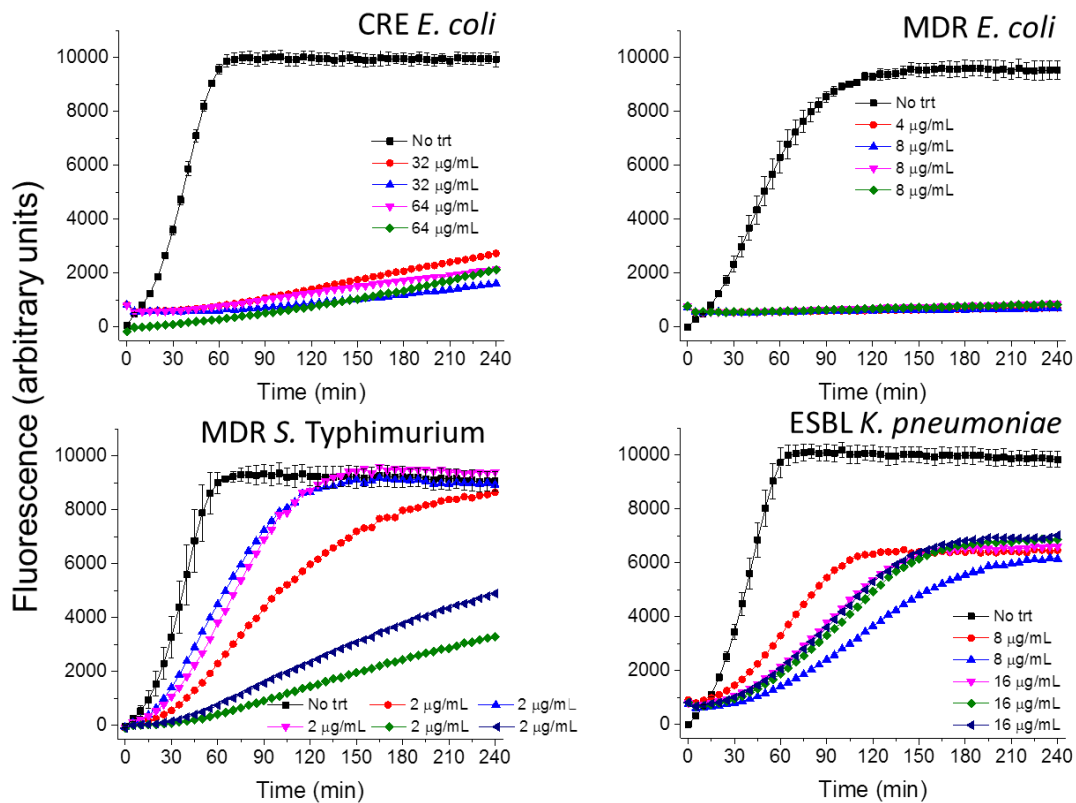 CRE E. coli
10000
8000
6000
4000
2000
0
No trt
32 μg/mL
32 μg/mL
64 μg/mL
64 μg/mL
0 30 60 90 120 150 180 210 240
Time (min)
MDR E. coli
10000
8000
6000
4000
2000
0
No trt
4 μg/mL
8 μg/mL
8 μg/mL
8 μg/mL
0 30 60 90 120 150 180 210 240
Time (min)
Fluorescence (arbitrary units)
MDR S. Typhimurium
10000
8000
6000
4000
2000
0
No trt 2 μg/mL 2 μg/mL
2 μg/mL 2 μg/mL 2 μg/mL
0 30 60 90 120 150 180 210 240
Time (min)
ESBL K. pneumoniae
10000
8000
6000
4000
2000
0
No trt
8 μg/mL
8 μg/mL
16 μg/mL
16 μg/mL
16 μg/mL
0 30 60 90 120 150 180 210 240
Time (min)